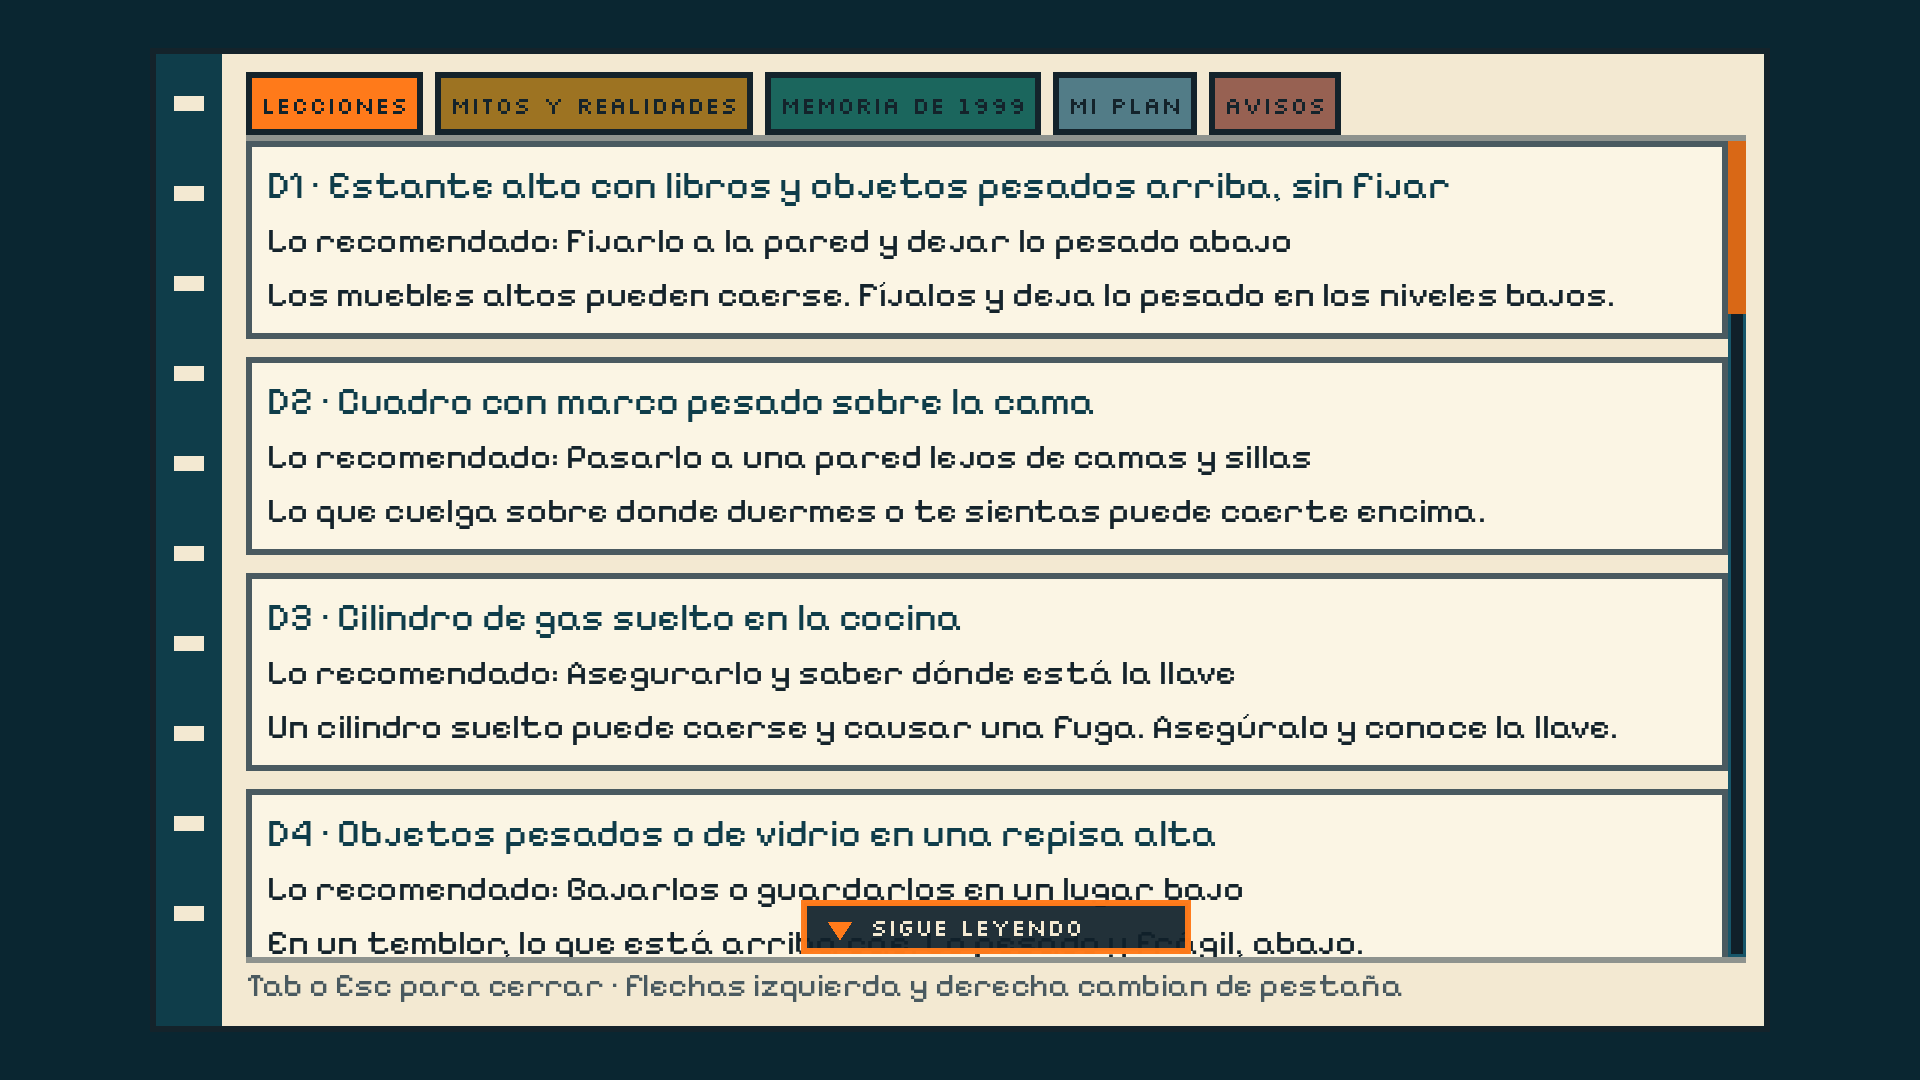 LECCIONES
MITOS Y REALIDADES
MEMORIA DE 1999
MI PLAN
AVISOS
D1 · Estante alto con libros y objetos pesados arriba, sin fijar
Lo recomendado: Fijarlo a la pared y dejar lo pesado abajo
Los muebles altos pueden caerse. Fíjalos y deja lo pesado en los niveles bajos.
D2 · Cuadro con marco pesado sobre la cama
Lo recomendado: Pasarlo a una pared lejos de camas y sillas
Lo que cuelga sobre donde duermes o te sientas puede caerte encima.
D3 · Cilindro de gas suelto en la cocina
Lo recomendado: Asegurarlo y saber dónde está la llave
Un cilindro suelto puede caerse y causar una fuga. Asegúralo y conoce la llave.
D4 · Objetos pesados o de vidrio en una repisa alta
Lo recomendado: Bajarlos o guardarlos en un lugar bajo
En un temblor, lo que está arriba cae. Lo pesado y frágil, abajo.
SIGUE LEYENDO
Tab o Esc para cerrar · Flechas izquierda y derecha cambian de pestaña